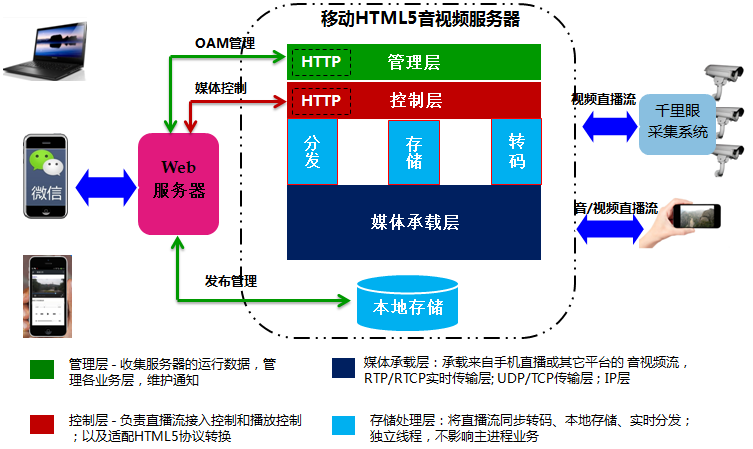 移动HTML5音视频服务器
OAM管理
HTTP
管理层
媒体控制
HTTP
控制层
视频直播流
千里眼
采集系统
分发
存储
转码
微信
Web
服务器
媒体承载层
音/视频直播流
发布管理
本地存储
管理层 - 收集服务器的运行数据，管
理各业务层，维护通知
媒体承载层：承载来自手机直播或其它平台的 音视频流，
RTP/RTCP实时传输层; UDP/TCP传输层；IP层
控制层 - 负责直播流接入控制和播放控制
；以及适配HTML5协议转换
存储处理层：将直播流同步转码、本地存储、实时分发；
独立线程，不影响主进程业务